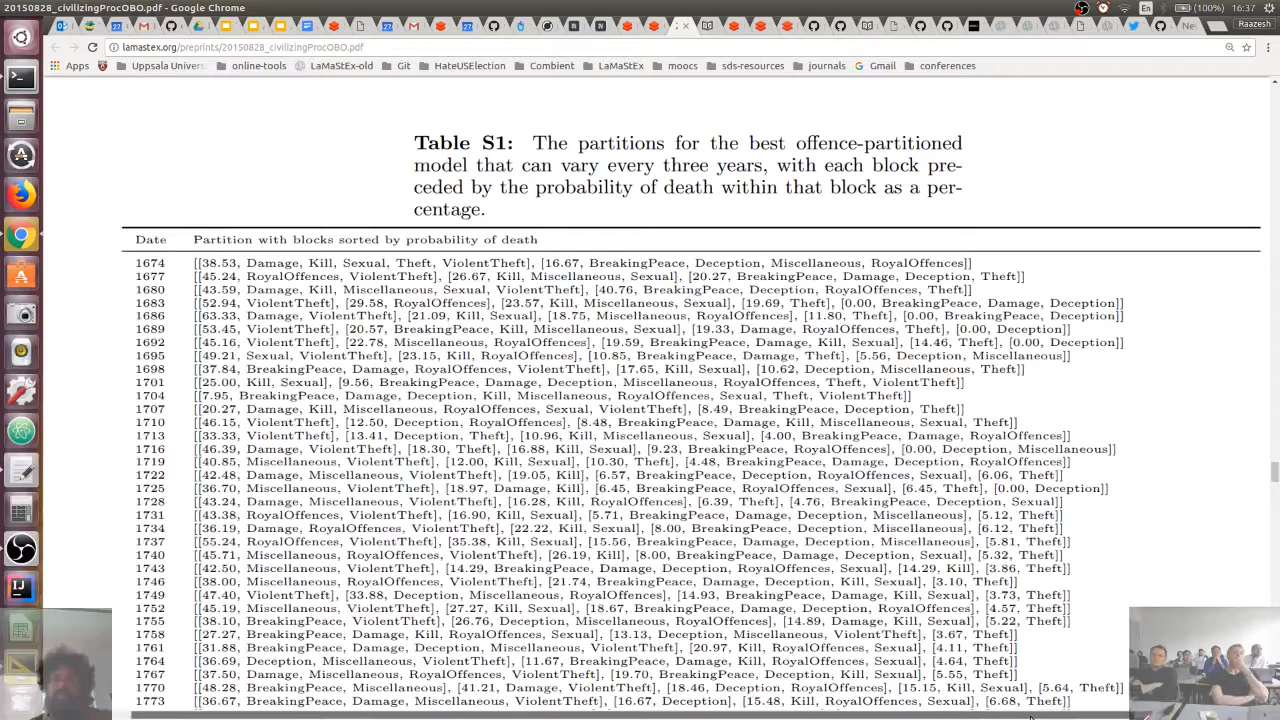 20150828_civilizingProcOBO.pdf - Google Chrome
En
(100%)
16:37
Raazesh
lamastex.org/preprints/20150828_civilizingProcOBO.pdf
Apps
Uppsala Univers
online-tools
LaMaStEx-old
Git
HateUSElection
Combient
LaMaStEx
moocs
sds-resources
journals
Gmail
conferences
Table S1: The partitions for the best offence-partitioned
model that can vary every three years, with each block pre-
ceded by the probability of death within that block as a per-
centage.
Date Partition with blocks sorted by probability of death
1674 [[38.53, Damage, Kill, Sexual, Theft, ViolentTheft], [16.67, BreakingPeace, Deception, Miscellaneous, RoyalOffences]]
1677 [[45.24, RoyalOffences, ViolentTheft], [26.67, Kill, Miscellaneous, Sexual], [20.27, BreakingPeace, Damage, Deception, Theft]]
1680 [[43.59, Damage, Kill, Miscellaneous, Sexual, ViolentTheft], [40.76, BreakingPeace, Deception, RoyalOffences, Theft]]
1683 [[52.94, ViolentTheft], [29.58, RoyalOffences], [23.57, Kill, Miscellaneous, Sexual], [19.69, Theft], [0.00, BreakingPeace, Damage, Deception]]
1686 [[63.33, Damage, ViolentTheft], [21.09, Kill, Sexual], [18.75, Miscellaneous, RoyalOffences], [11.80, Theft], [0.00, BreakingPeace, Deception]]
1689 [[53.45, ViolentTheft], [20.57, BreakingPeace, Kill, Miscellaneous, Sexual], [19.33, Damage, RoyalOffences, Theft], [0.00, Deception]]
1692 [[45.16, ViolentTheft], [22.78, Miscellaneous, RoyalOffences], [19.59, BreakingPeace, Damage, Kill, Sexual], [14.46, Theft], [0.00, Deception]]
1695 [[49.21, Sexual, ViolentTheft], [23.15, Kill, RoyalOffences], [10.85, BreakingPeace, Damage, Theft], [5.56, Deception, Miscellaneous]]
1698 [[37.84, BreakingPeace, Damage, RoyalOffences, ViolentTheft], [17.65, Kill, Sexual], [10.62, Deception, Miscellaneous, Theft]]
1701 [[25.00, Kill, Sexual], [9.56, BreakingPeace, Damage, Deception, Miscellaneous, RoyalOffences, Theft, ViolentTheft]]
1704 [[7.95, BreakingPeace, Damage, Deception, Kill, Miscellaneous, RoyalOffences, Sexual, Theft, ViolentTheft]]
1707 [[20.27, Damage, Kill, Miscellaneous, RoyalOffences, Sexual, ViolentTheft], [8.49, BreakingPeace, Deception, Theft]]
1710 [[46.15, ViolentTheft], [12.50, Deception, RoyalOffences], [8.48, BreakingPeace, Damage, Kill, Miscellaneous, Sexual, Theft]]
1713 [[33.33, ViolentTheft], [13.41, Deception, Theft], [10.96, Kill, Miscellaneous, Sexual], [4.00, BreakingPeace, Damage, RoyalOffences]]
1716 [[46.39, Damage, ViolentTheft], [18.30, Theft], [16.88, Kill, Sexual], [9.23, BreakingPeace, RoyalOffences], [0.00, Deception, Miscellaneous]]
1719 [[40.85, Miscellaneous, ViolentTheft], [12.00, Kill, Sexual], [10.30, Theft], [4.48, BreakingPeace, Damage, Deception, RoyalOffences]]
1722 [[42.48, Damage, Miscellaneous, ViolentTheft], [19.05, Kill], [6.57, BreakingPeace, Deception, RoyalOffences, Sexual], [6.06, Theft]]
1725 [[36.70, Miscellaneous, ViolentTheft], [18.97, Damage, Kill], [6.45, BreakingPeace, RoyalOffences, Sexual], [6.45, Theft], [0.00, Deception]]
1728 [[43.24, Damage, Miscellaneous, ViolentTheft], [16.28, Kill, RoyalOffences], [6.39, Theft], [4.76, BreakingPeace, Deception, Sexual]]
1731 [[43.38, RoyalOffences, ViolentTheft], [16.90, Kill, Sexual], [5.71, BreakingPeace, Damage, Deception, Miscellaneous], [5.12, Theft]]
1734 [[36.19, Damage, RoyalOffences, ViolentTheft], [22.22, Kill, Sexual], [8.00, BreakingPeace, Deception, Miscellaneous], [6.12, Theft]]
1737 [[55.24, RoyalOffences, ViolentTheft], [35.38, Kill, Sexual], [15.56, BreakingPeace, Damage, Deception, Miscellaneous], [5.81, Theft]]
1740 [[45.71, Miscellaneous, RoyalOffences, ViolentTheft], [26.19, Kill], [8.00, BreakingPeace, Damage, Deception, Sexual], [5.32, Theft]]
1743 [[42.50, Miscellaneous, ViolentTheft], [14.29, BreakingPeace, Damage, Deception, RoyalOffences, Sexual], [14.29, Kill], [3.86, Theft]]
1746 [[38.00, Miscellaneous, RoyalOffences, ViolentTheft], [21.74, BreakingPeace, Damage, Deception, Kill, Sexual], [3.10, Theft]]
1749 [[47.40, ViolentTheft], [33.88, Deception, Miscellaneous, RoyalOffences], [14.93, BreakingPeace, Damage, Kill, Sexual], [3.73, Theft]]
1752 [[45.19, Miscellaneous, ViolentTheft], [27.27, Kill, Sexual], [18.67, BreakingPeace, Damage, Deception, RoyalOffences], [4.57, Theft]]
1755 [[38.10, BreakingPeace, ViolentTheft], [26.76, Deception, Miscellaneous, RoyalOffences], [14.89, Damage, Kill, Sexual], [5.22, Theft]]
1758 [[27.27, BreakingPeace, Damage, Kill, RoyalOffences, Sexual], [13.13, Deception, Miscellaneous, ViolentTheft], [3.67, Theft]]
1761 [[31.88, BreakingPeace, Damage, Deception, Miscellaneous, ViolentTheft], [20.97, Kill, RoyalOffences, Sexual], [4.11, Theft]]
1764 [[36.69, Deception, Miscellaneous, ViolentTheft], [11.67, BreakingPeace, Damage, Kill, RoyalOffences, Sexual], [4.64, Theft]]
1767 [[37.50, Damage, Miscellaneous, RoyalOffences, ViolentTheft], [19.70, BreakingPeace, Deception, Kill, Sexual], [5.55, Theft]]
1770 [[48.28, BreakingPeace, Miscellaneous], [41.21, Damage, ViolentTheft], [18.46, Deception, RoyalOffences], [15.15, Kill, Sexual], [5.64, Theft]]
1773 [[36.67, BreakingPeace, Damage, Miscellaneous, ViolentTheft], [16.67, Deception], [15.48, Kill, RoyalOffences, Sexual], [6.68, Theft]]